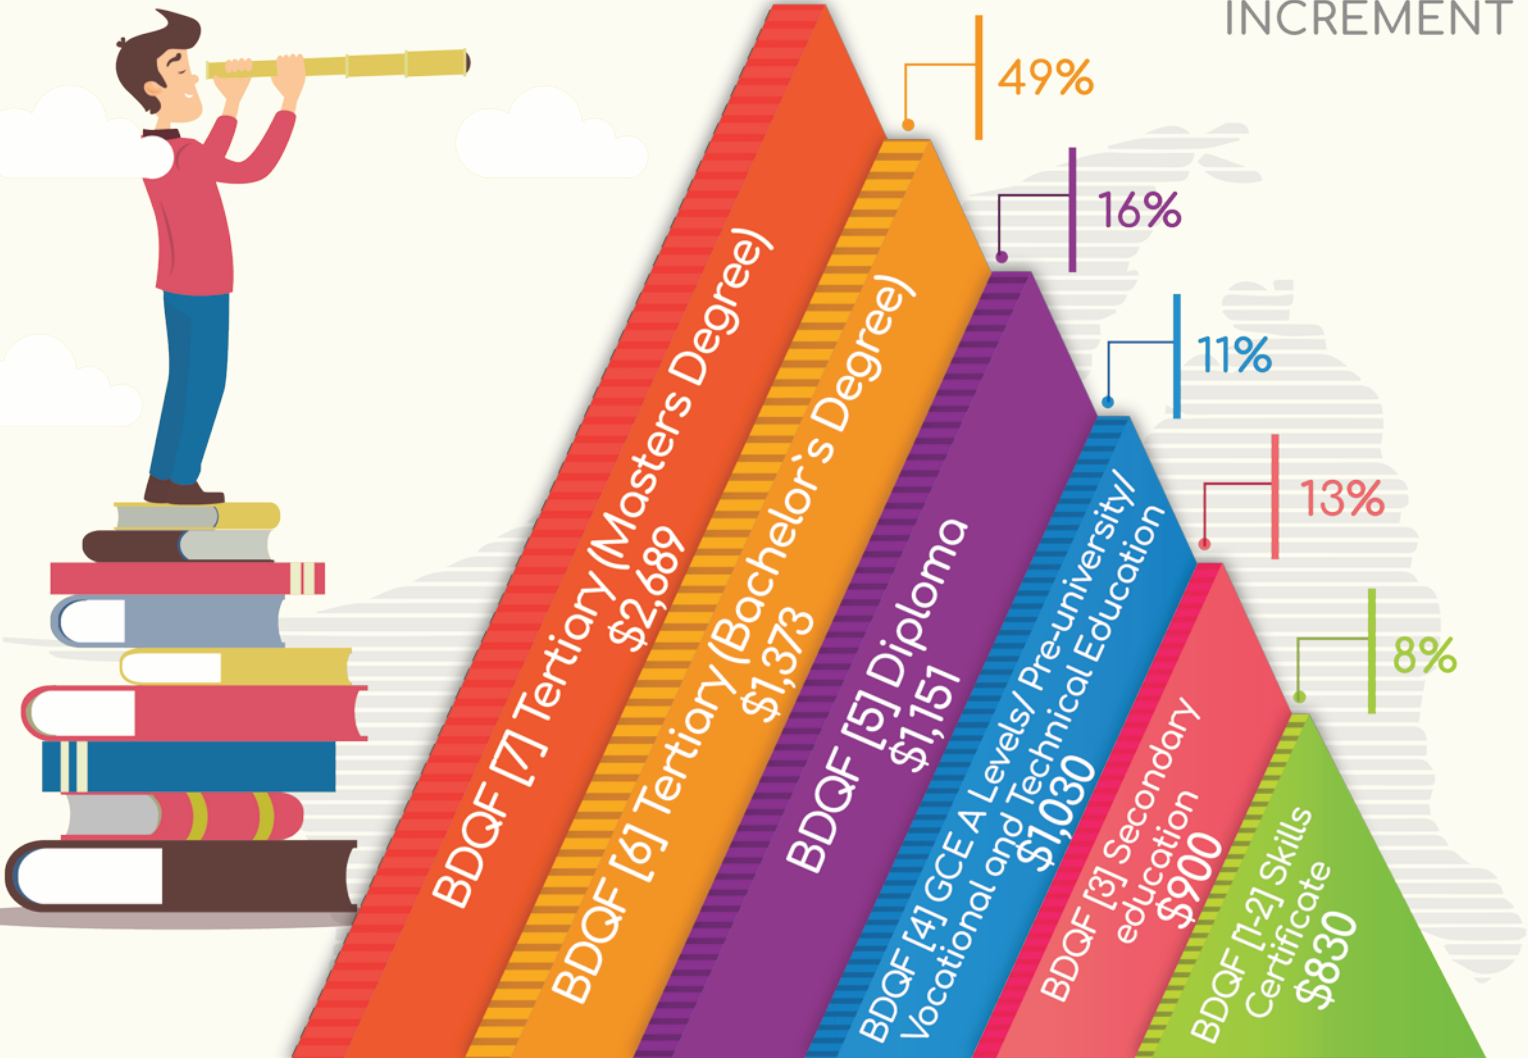 INCREMENT
49%
16%
11%
13%
8%
BDQF [7] Tertiary (Masters Degree)
$2,689
BDQF [6] Tertiary (Bachelor`s Degree)
$1,373
BDQF [5] Diploma
$1,151
BDQF [4] GCE A Levels/ Pre-university/
Vocational and Technical Education
$1,030
BDQF [3] Secondary
education
$900
BDQF [1-2] Skills
Certificate
$830